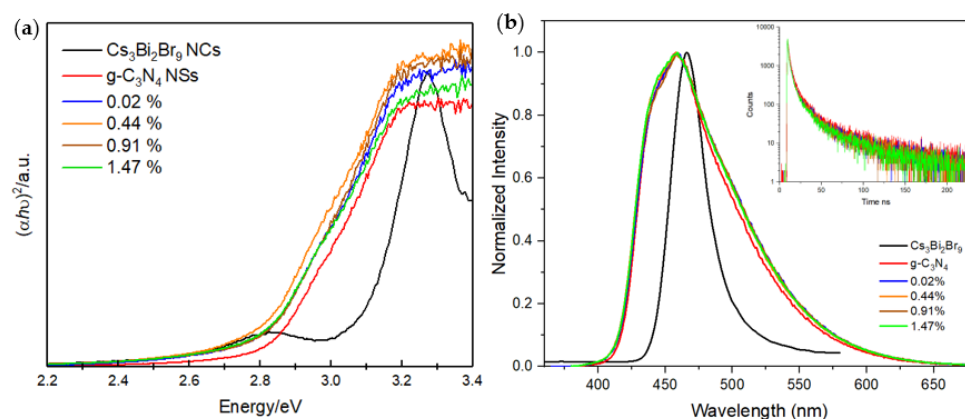 (a)
Cs₃Bi₂Br₉ NCs
g-C₃N₄ NSs
0.02 %
0.44 %
0.91 %
1.47 %
(αhυ)²/a.u.
2.2 2.4 2.6 2.8 3.0 3.2 3.4
Energy/eV
(b)
1.0
0.8
0.6
0.4
0.2
0.0
Normalized Intensity
10000
1000
100
10
1
Counts
50 100 150 200
Time ns
Cs₃Bi₂Br₉
g-C₃N₄
0.02%
0.44%
0.91%
1.47%
400 450 500 550 600 650
Wavelength (nm)